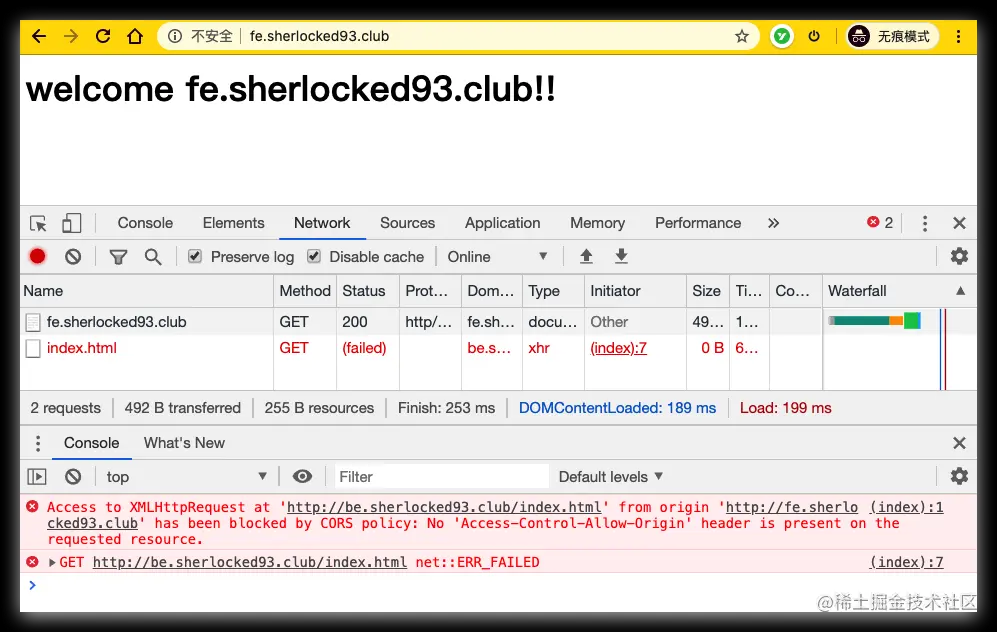 不安全 fe.sherlocked93.club 无痕模式
welcome fe.sherlocked93.club!!
Console Elements Network Sources Application Memory Performance 2
Preserve log Disable cache Online
Name Method Status Prot… Dom… Type Initiator Size Ti… Co… Waterfall
fe.sherlocked93.club GET 200 http/… fe.sh… docu… Other 49… 1…
index.html GET (failed) be.s… xhr (index):7 0 B 6…
2 requests 492 B transferred 255 B resources Finish: 253 ms DOMContentLoaded: 189 ms Load: 199 ms
Console What's New
top Filter Default levels
Access to XMLHttpRequest at 'http://be.sherlocked93.club/index.html' from origin 'http://fe.sherlo (index):1
cked93.club' has been blocked by CORS policy: No 'Access-Control-Allow-Origin' header is present on the
requested resource.
GET http://be.sherlocked93.club/index.html net::ERR_FAILED (index):7
@稀土掘金技术社区